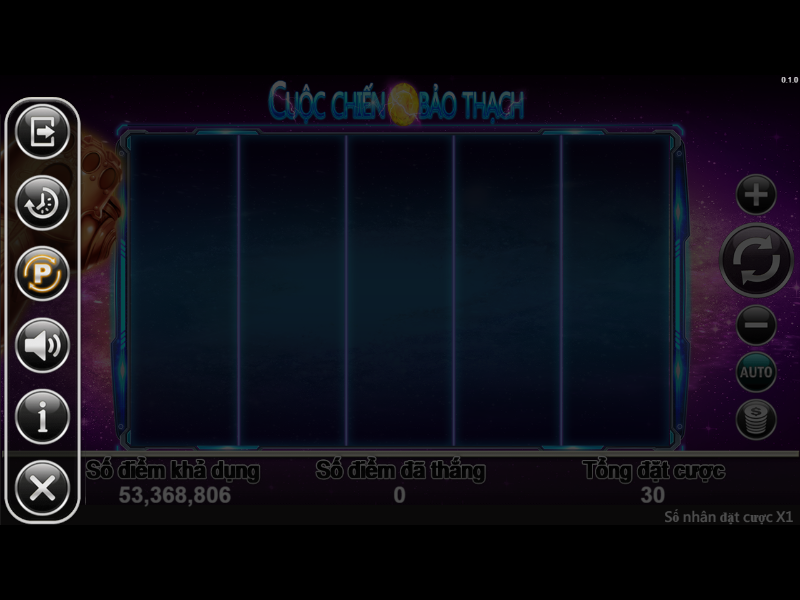 CUỘC CHIẾN BẢO THẠCH
0.1.0
P
AUTO
$
Số điểm khả dụng
Số điểm đã thắng
Tổng đặt cược
53,368,806
0
30
Số nhân đặt cược X1